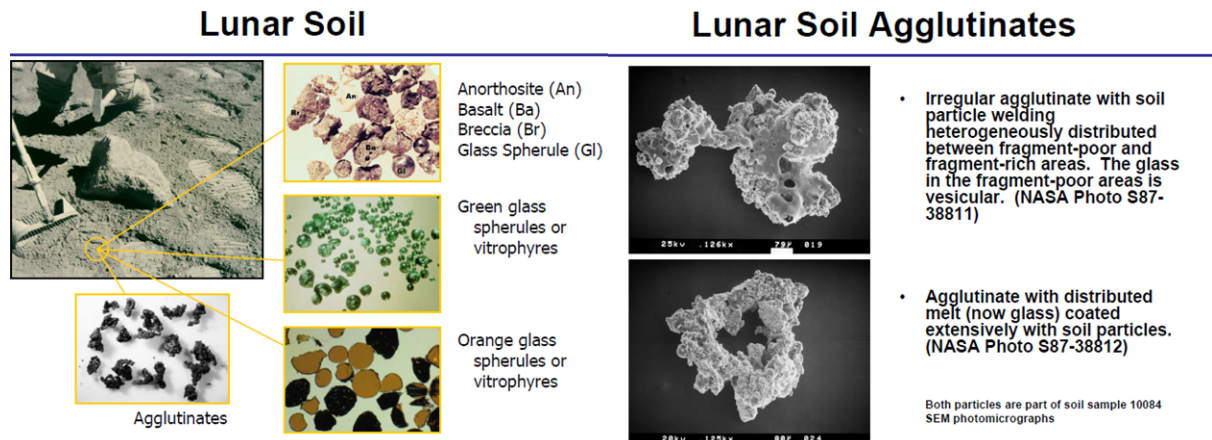 Lunar Soil
Anorthosite (An)
Basalt (Ba)
Breccia (Br)
Glass Spherule (Gl)
An
Br
Ba
Gl
Green glass
spherules or
vitrophyres
Orange glass
spherules or
vitrophyres
Agglutinates
Lunar Soil Agglutinates
• Irregular agglutinate with soil
particle welding
heterogeneously distributed
between fragment-poor and
fragment-rich areas. The glass
in the fragment-poor areas is
vesicular. (NASA Photo S87-
38811)
25kv .126kx 79µ 019
• Agglutinate with distributed
melt (now glass) coated
extensively with soil particles.
(NASA Photo S87-38812)
20kv .125kx 80µ 024
Both particles are part of soil sample 10084
SEM photomicrographs